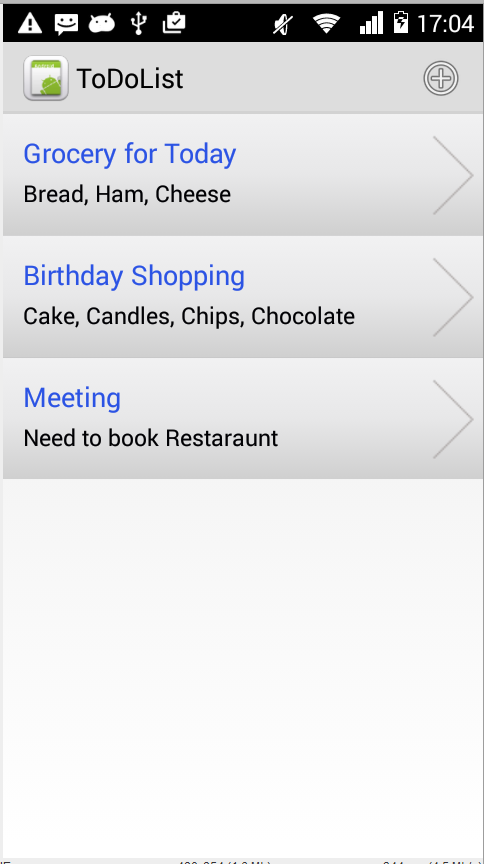 17:04
ToDoList
Grocery for Today
Bread, Ham, Cheese
Birthday Shopping
Cake, Candles, Chips, Chocolate
Meeting
Need to book Restaraunt